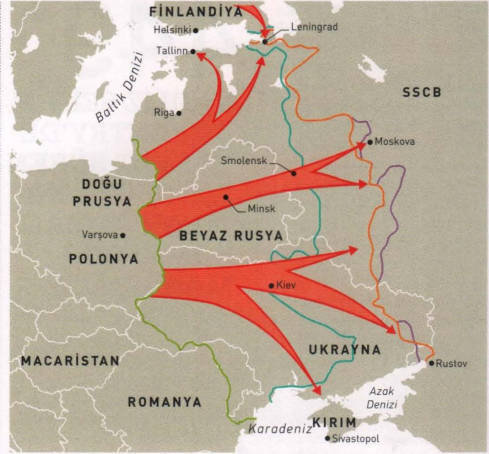 FİNLANDİYA
Helsinki
Leningrad
Tallinn
Baltık Denizi
SSCB
Riga
Moskova
Smolensk
DOĞU
PRUSYA
Minsk
Varşova
BEYAZ RUSYA
POLONYA
Kiev
UKRAYNA
MACARİSTAN
Rustov
Azak
Denizi
ROMANYA
KIRIM
Karadeniz
Sivastopol